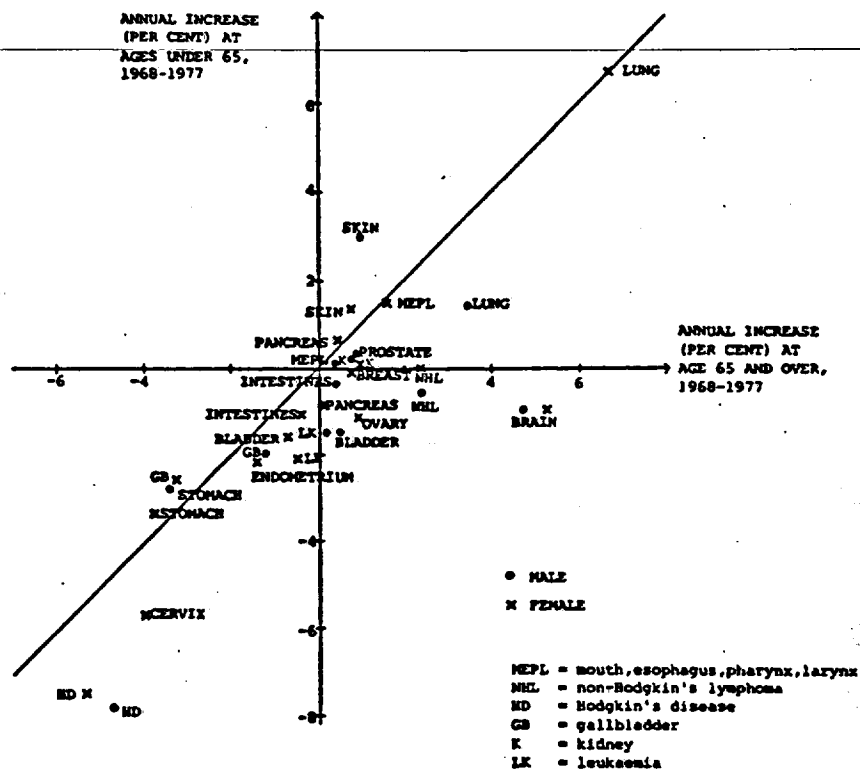 ANNUAL INCREASE
(PER CENT) AT
AGES UNDER 65,
1968-1977
LUNG
6
4
SKIN
2
MEPL
LUNG
SKIN
ANNUAL INCREASE
(PER CENT) AT
AGE 65 AND OVER,
1968-1977
PANCREAS
PROSTATE
MEPL
K
K
-6
-4
-2
0
4
6
BREAST
NHL
INTESTINES
PANCREAS
NHL
INTESTINES
OVARY
BRAIN
LK
BLADDER
BLADDER
GB
LK
ENDOMETRIUM
GB
STOMACH
STOMACH
-4
MALE
FEMALE
CERVIX
-6
HD
HD
-8
MEPL = mouth,esophagus,pharynx,larynx
NHL = non-Hodgkin's lymphoma
HD = Hodgkin's disease
GB = gallbladder
K = kidney
LK = leukaemia